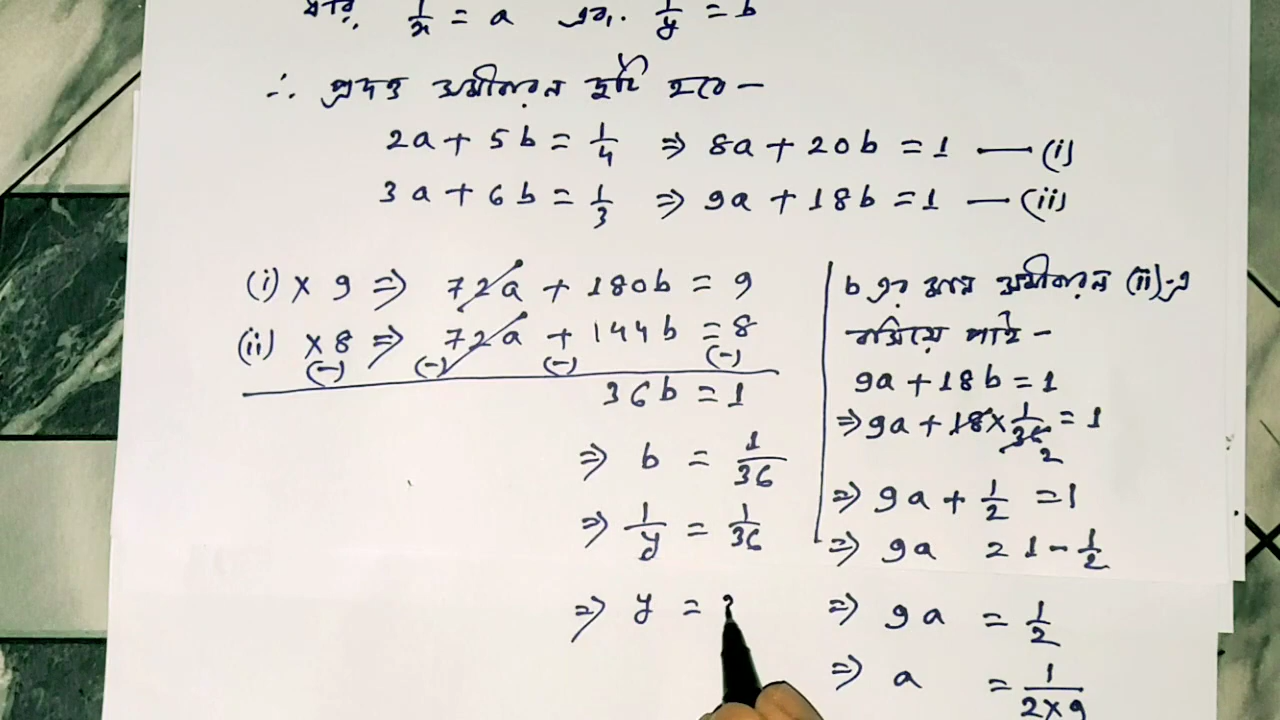 ধরি, 1/x = a এবং 1/y = b
∴ প্রদত্ত সমীকরন দুটি হবে –
2a + 5b = 1/4 ⇒ 8a + 20b = 1 —— (i)
3a + 6b = 1/3 ⇒ 9a + 18b = 1 —— (ii)
(i) × 9 ⇒ 72a + 180b = 9
(ii) × 8 ⇒ 72a + 144b = 8
(−) (−) (−) (−)
36b = 1
⇒ b = 1/36
⇒ 1/y = 1/36
⇒ y = 3
b এর মান সমীকরন (ii)-এ
বসিয়ে পাই –
9a + 18b = 1
⇒ 9a + 18 × 1/36 = 1
2
⇒ 9a + 1/2 = 1
⇒ 9a = 1 − 1/2
⇒ 9a = 1/2
⇒ a = 1/2×9